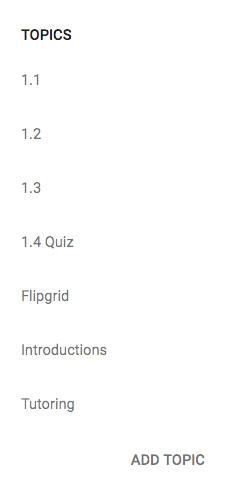 TOPICS
1.1
1.2
1.3
1.4 Quiz
Flipgrid
Introductions
Tutoring
ADD TOPIC